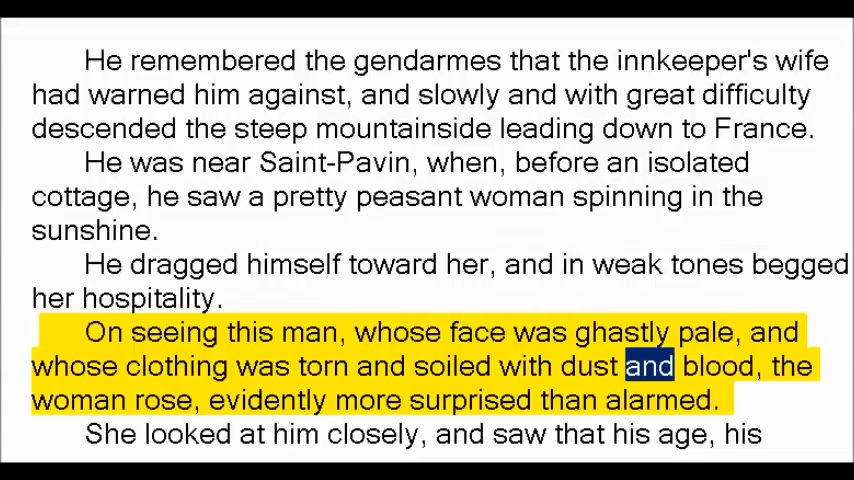 He remembered the gendarmes that the innkeeper's wife
had warned him against, and slowly and with great difficulty
descended the steep mountainside leading down to France.
He was near Saint-Pavin, when, before an isolated
cottage, he saw a pretty peasant woman spinning in the
sunshine.
He dragged himself toward her, and in weak tones begged
her hospitality.
On seeing this man, whose face was ghastly pale, and
whose clothing was torn and soiled with dust and blood, the
woman rose, evidently more surprised than alarmed.
She looked at him closely, and saw that his age, his